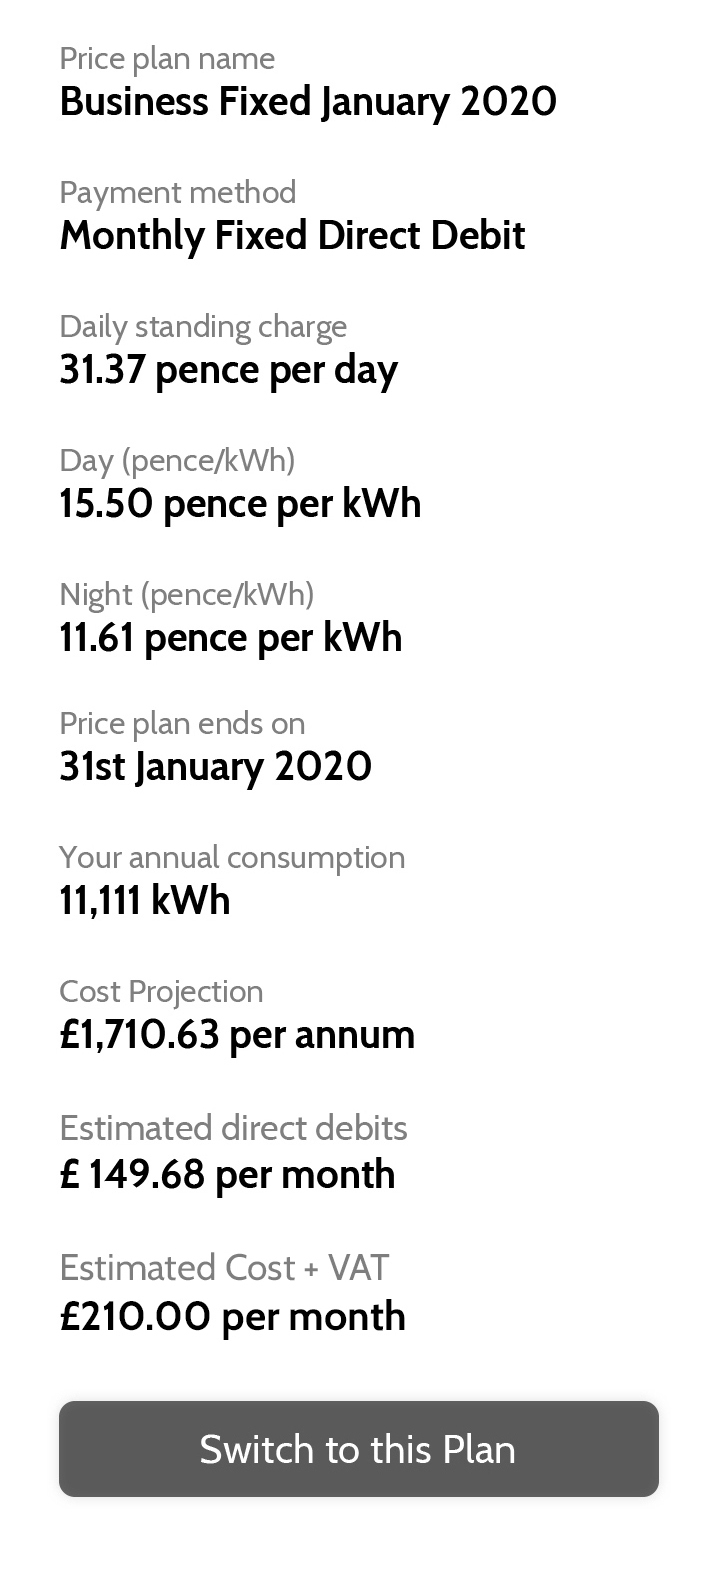 Price plan name
Business Fixed January 2020
Payment method
Monthly Fixed Direct Debit
Daily standing charge
31.37 pence per day
Day (pence/kWh)
15.50 pence per kWh
Night (pence/kWh)
11.61 pence per kWh
Price plan ends on
31st January 2020
Your annual consumption
11,111 kWh
Cost Projection
£1,710.63 per annum
Estimated direct debits
£ 149.68 per month
Estimated Cost + VAT
£210.00 per month
Switch to this Plan